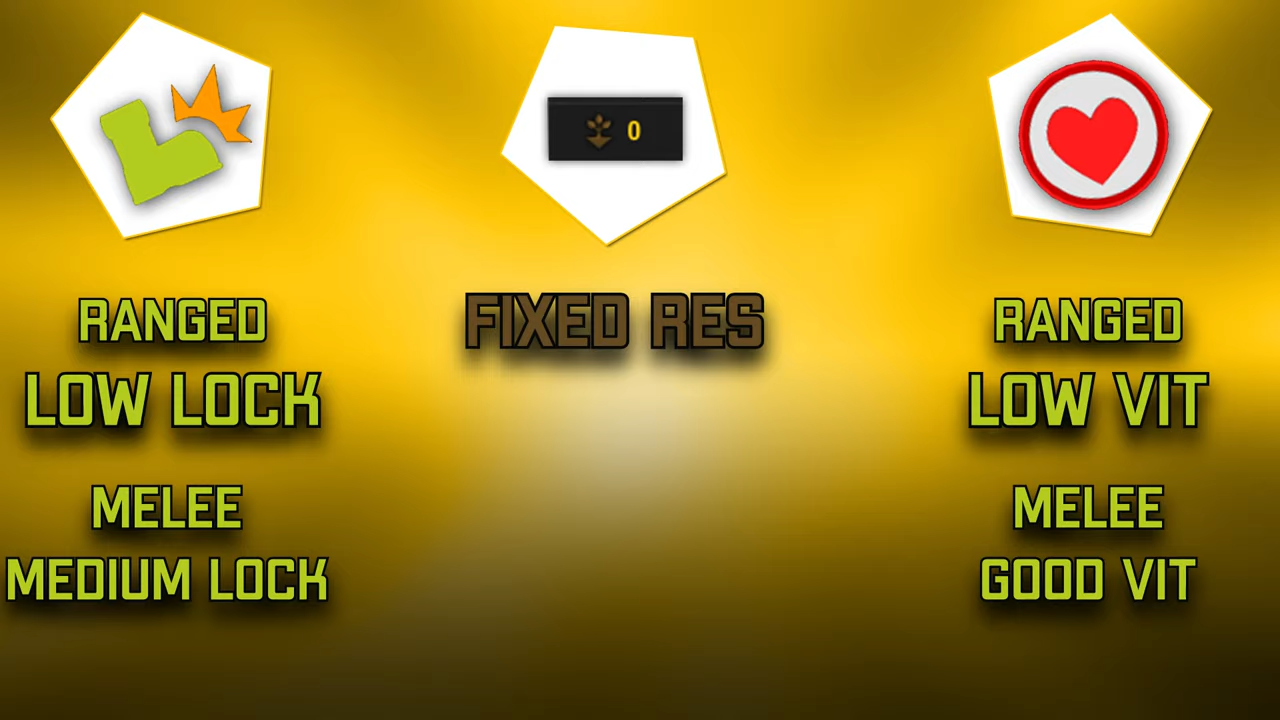 0
RANGED
LOW LOCK
MELEE
MEDIUM LOCK
FIXED RES
RANGED
LOW VIT
MELEE
GOOD VIT